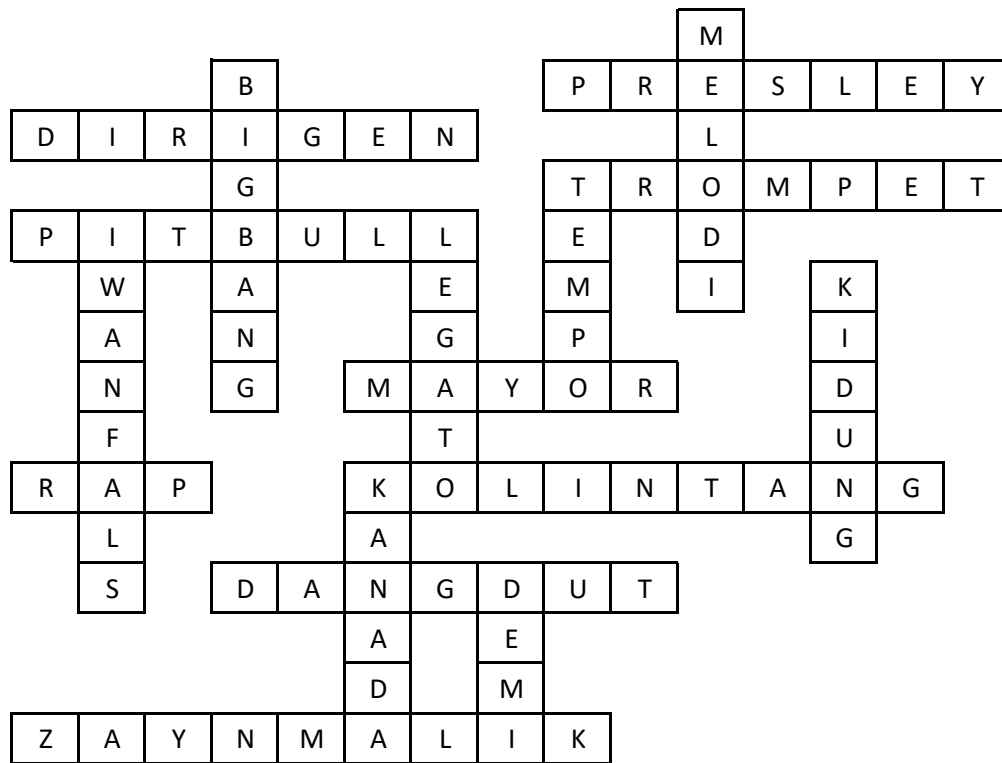 M
B P R E S L E Y
D I R I G E N L
G T R O M P E T
P I T B U L L E D
W A E M I K
A N G P I
N G M A Y O R D
F T U
R A P K O L I N T A N G
L A G
S D A N G D U T
A E
D M
Z A Y N M A L I K